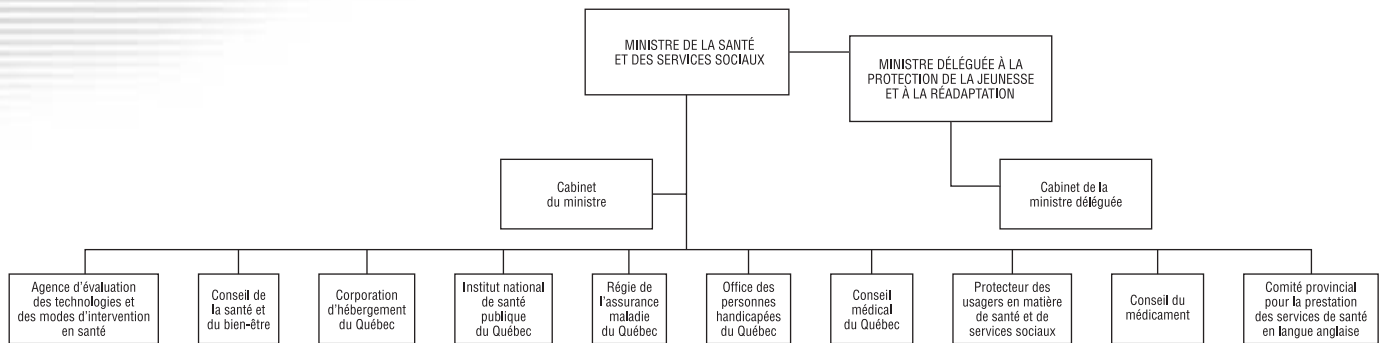 MINISTRE DE LA SANTÉ
ET DES SERVICES SOCIAUX
MINISTRE DÉLÉGUÉE À LA
PROTECTION DE LA JEUNESSE
ET À LA RÉADAPTATION
Cabinet
du ministre
Cabinet de la
ministre déléguée
Agence d'évaluation
des technologies et
des modes d'intervention
en santé
Conseil de
la santé et
du bien-être
Corporation
d'hébergement
du Québec
Institut national
de santé
publique
du Québec
Régie de
l'assurance
maladie
du Québec
Office des
personnes
handicapées
du Québec
Conseil
médical
du Québec
Protecteur des
usagers en matière
de santé et de
services sociaux
Conseil du
médicament
Comité provincial
pour la prestation
des services de santé
en langue anglaise